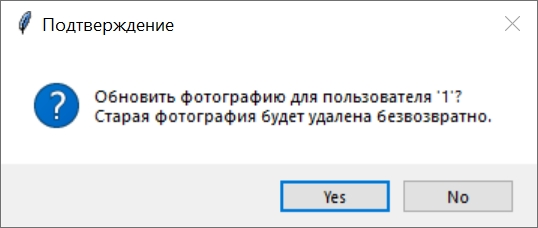 Подтверждение
Обновить фотографию для пользователя '1'?
Старая фотография будет удалена безвозвратно.
Yes
No